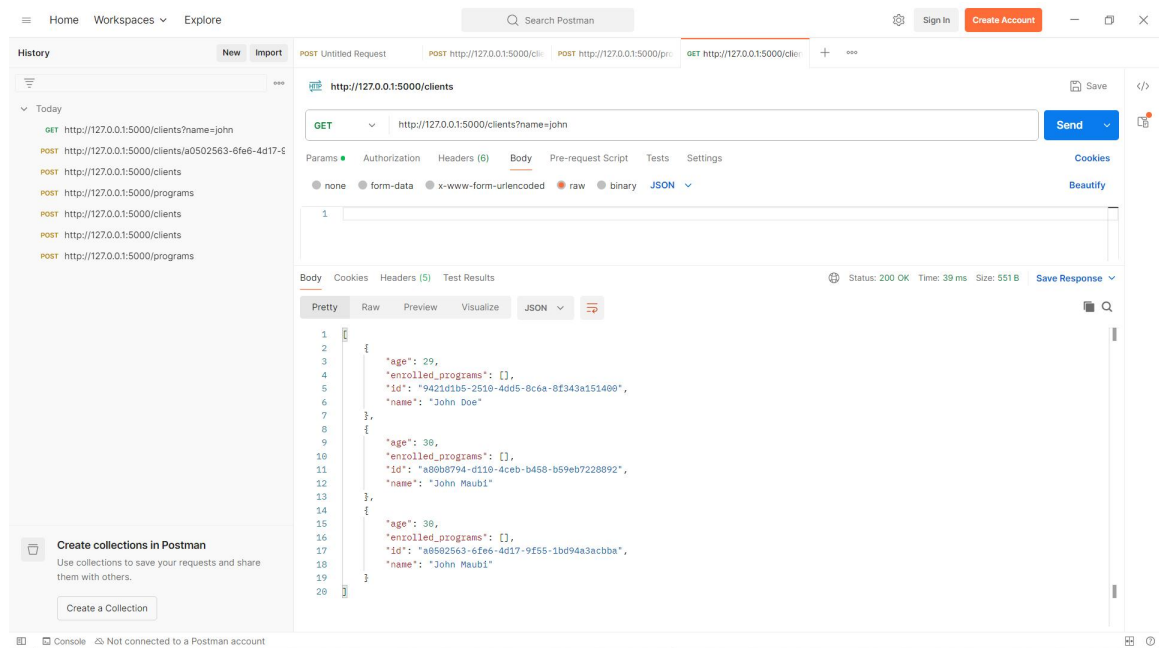 Home Workspaces Explore Search Postman Sign In Create Account
History New Import
POST Untitled Request POST http://127.0.0.1:5000/clie POST http://127.0.0.1:5000/pro GET http://127.0.0.1:5000/clien
HTTP http://127.0.0.1:5000/clients Save
Today
GET http://127.0.0.1:5000/clients?name=john
POST http://127.0.0.1:5000/clients/a0502563-6fe6-4d17-9
POST http://127.0.0.1:5000/clients
POST http://127.0.0.1:5000/programs
POST http://127.0.0.1:5000/clients
POST http://127.0.0.1:5000/clients
POST http://127.0.0.1:5000/programs
GET http://127.0.0.1:5000/clients?name=john Send
Params Authorization Headers (6) Body Pre-request Script Tests Settings Cookies
none form-data x-www-form-urlencoded raw binary JSON Beautify
1
Body Cookies Headers (5) Test Results Status: 200 OK Time: 39 ms Size: 551 B Save Response
Pretty Raw Preview Visualize JSON
1 [
2 {
3 "age": 29,
4 "enrolled_programs": [],
5 "id": "9421d1b5-2510-4dd5-8c6a-8f343a151400",
6 "name": "John Doe"
7 },
8 {
9 "age": 30,
10 "enrolled_programs": [],
11 "id": "a80b8794-d110-4ceb-b458-b59eb7228892",
12 "name": "John Maubi"
13 },
14 {
15 "age": 30,
16 "enrolled_programs": [],
17 "id": "a0502563-6fe6-4d17-9f55-1bd94a3acbba",
18 "name": "John Maubi"
19 }
20 ]
Create collections in Postman
Use collections to save your requests and share
them with others.
Create a Collection
Console Not connected to a Postman account